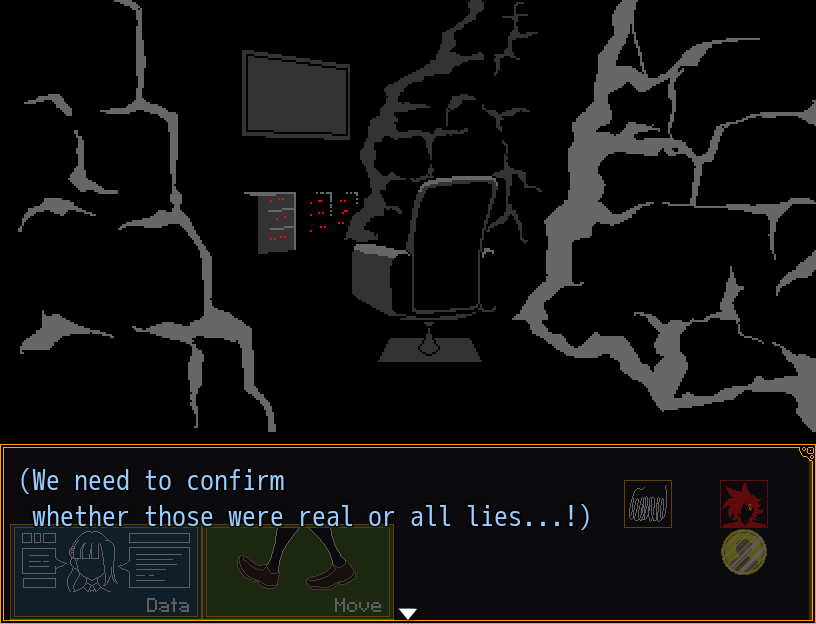 (We need to confirm
whether those were real or all lies...!)
Data
Move